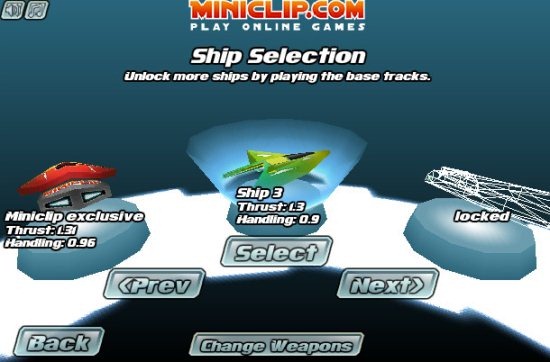 MINICLIP.COM
PLAY ONLINE GAMES
Ship Selection
Unlock more ships by playing the base tracks.
Miniclip exclusive
Thrust: 1.31
Handling: 0.96
Ship 3
Thrust: 1.3
Handling: 0.9
locked
Select
<Prev
Next>
Back
Change Weapons